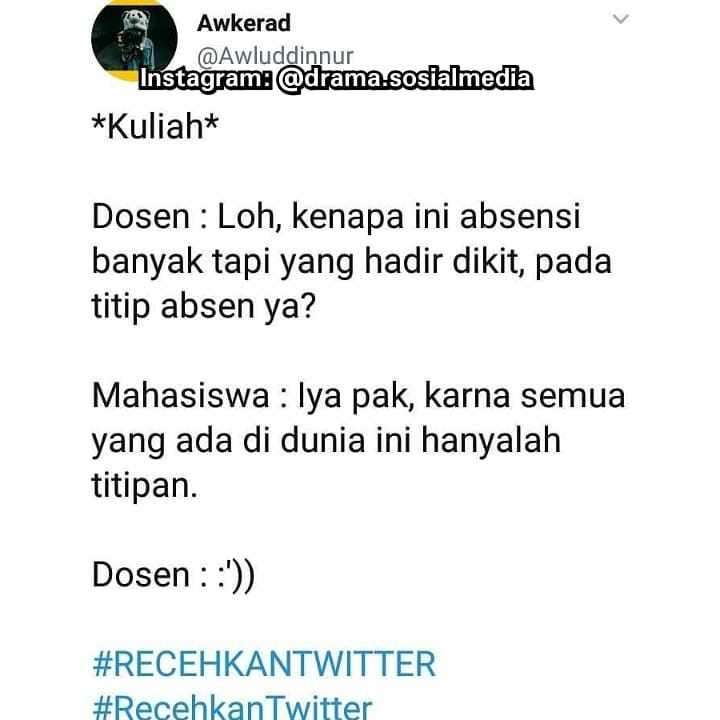 Awkerad
@Awluddinnur
Instagram: @drama.sosialmedia
*Kuliah*
Dosen : Loh, kenapa ini absensi
banyak tapi yang hadir dikit, pada
titip absen ya?
Mahasiswa : Iya pak, karna semua
yang ada di dunia ini hanyalah
titipan.
Dosen : :'))
#RECEHKANTWITTER
#RecehkanTwitter